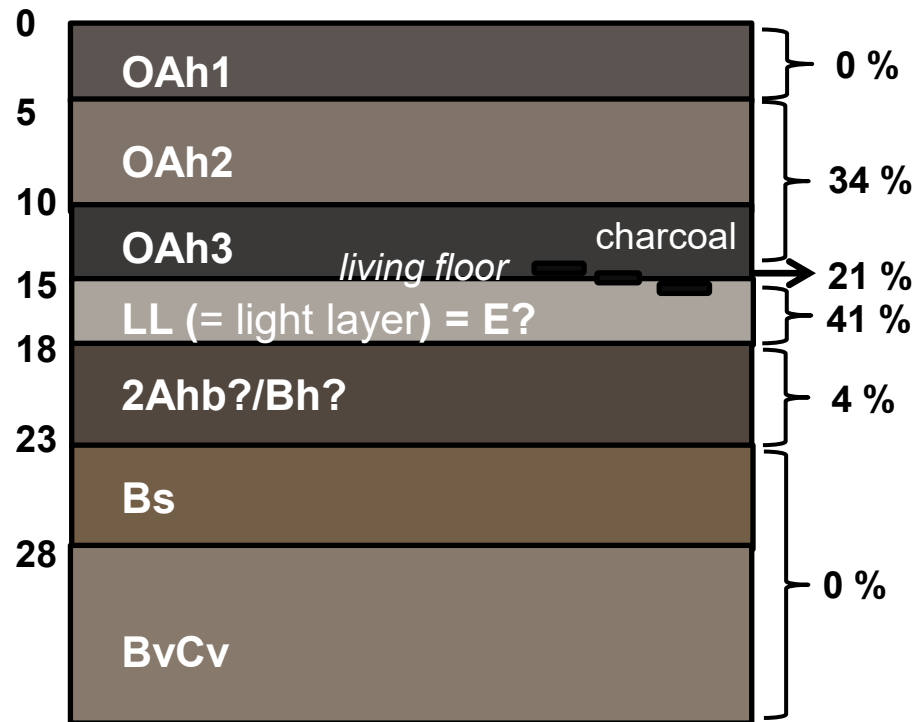 0
OAh1
0 %
5
OAh2
34 %
10
OAh3
charcoal
living floor
15
21 %
LL (= light layer) = E?
41 %
18
2Ahb?/Bh?
4 %
23
Bs
28
0 %
BvCv